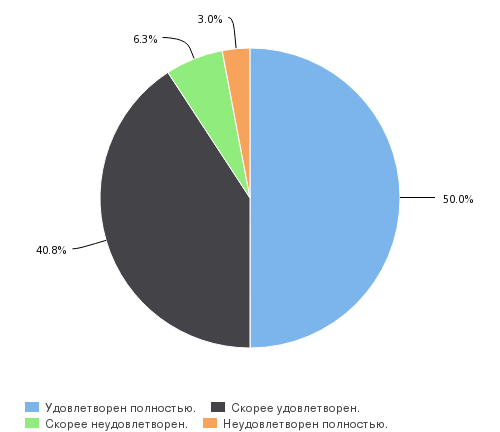 3.0%
6.3%
50.0%
40.8%
Удовлетворен полностью. Скорее удовлетворен.
Скорее неудовлетворен. Неудовлетворен полностью.